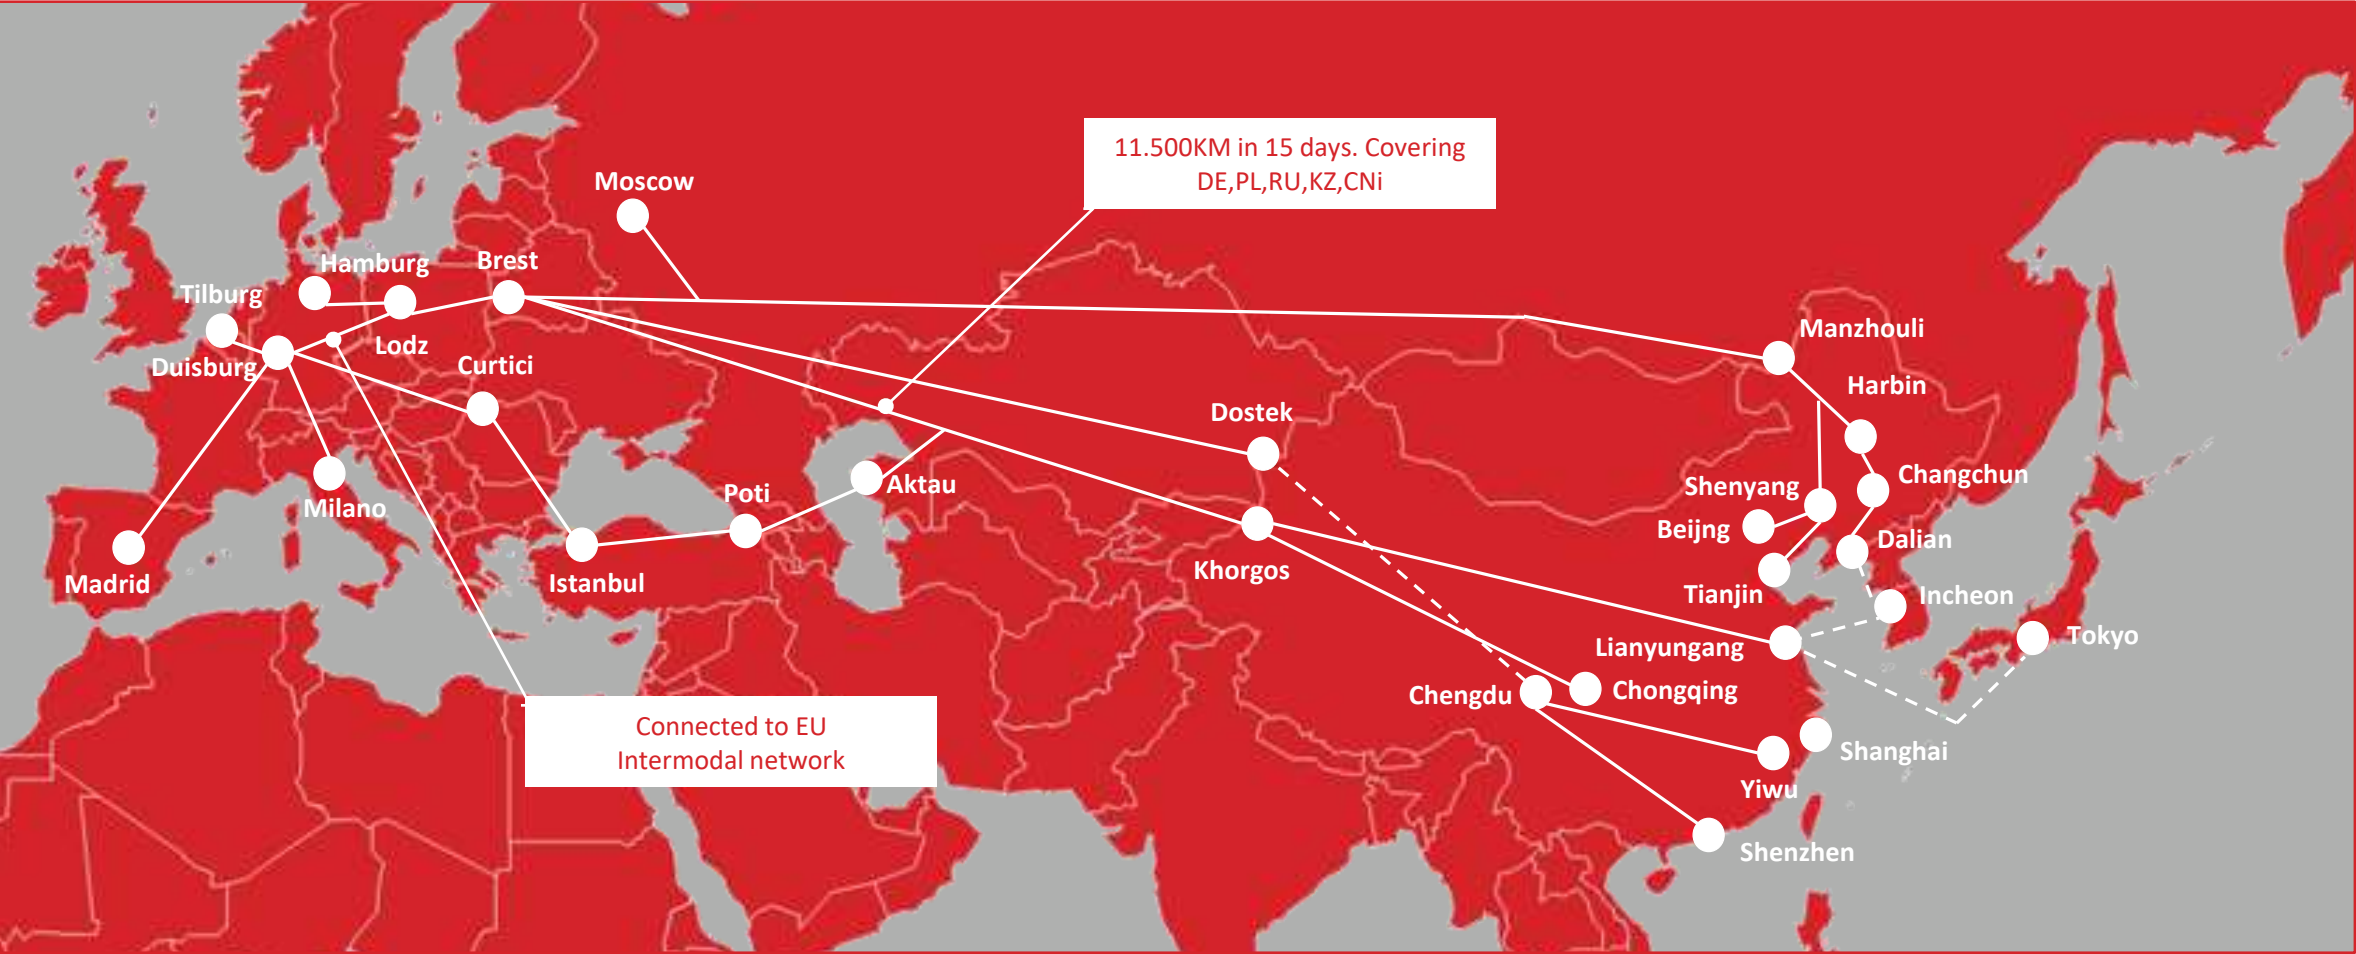 11.500KM in 15 days. Covering
DE,PL,RU,KZ,CNi
Moscow
Hamburg
Brest
Tilburg
Manzhouli
Lodz
Duisburg
Curtici
Harbin
Dostek
Changchun
Aktau
Shenyang
Poti
Milano
Beijng
Dalian
Khorgos
Madrid
Istanbul
Tianjin
Incheon
Tokyo
Lianyungang
Chengdu
Chongqing
Connected to EU
Intermodal network
Shanghai
Yiwu
Shenzhen